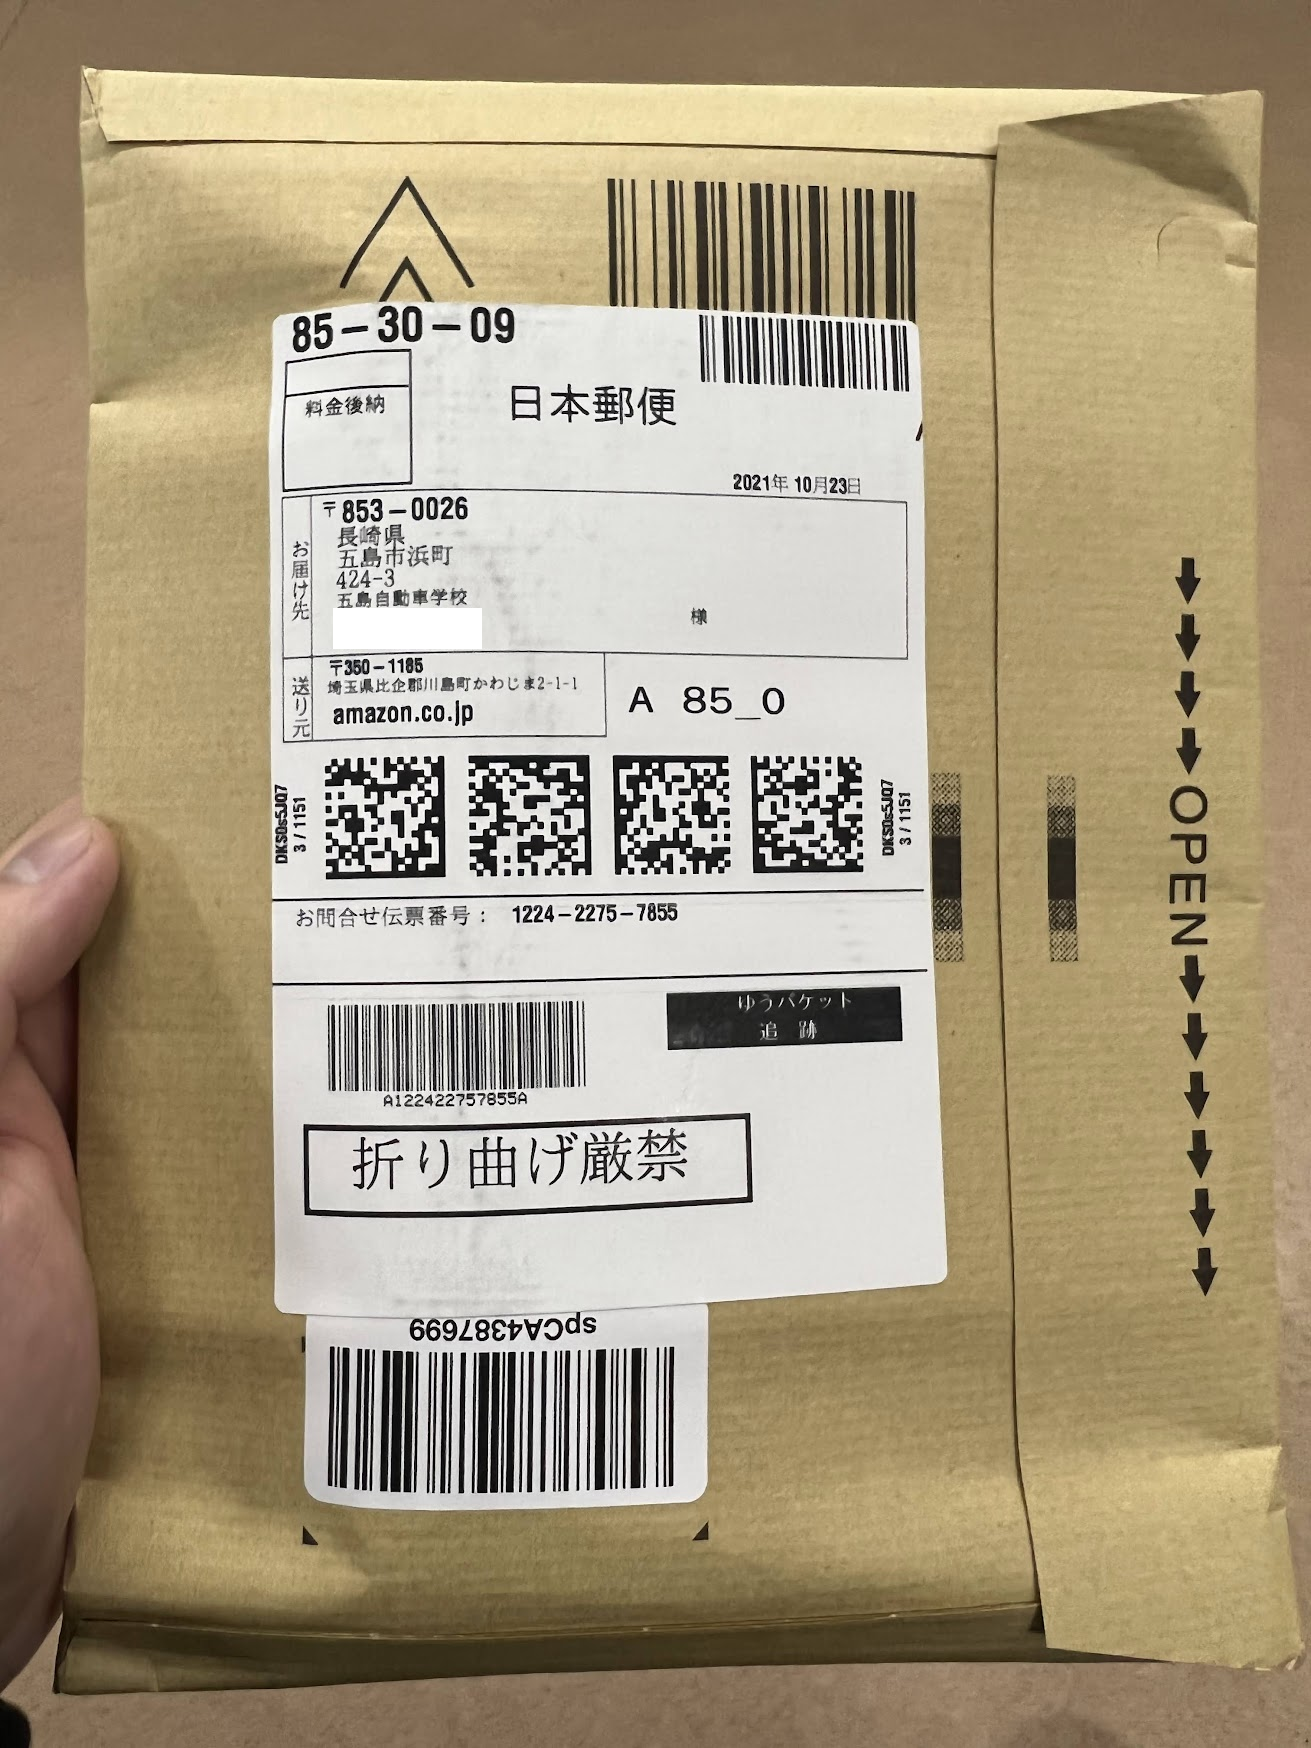 85-30-09
料金後納
日本郵便
2021年 10月23日
お届け先
〒853-0026
長崎県
五島市浜町
424-3
五島自動車学校
様
送り元
〒350-1185
埼玉県比企郡川島町かわじま2-1-1
amazon.co.jp
A 85_0
DKS0s5JQ7
3 / 1151
DKS0s5JQ7
3 / 1151
お問合せ伝票番号： 1224-2275-7855
ゆうパケット
追 跡
A122422757855A
折り曲げ厳禁
spCA4387699
OPEN